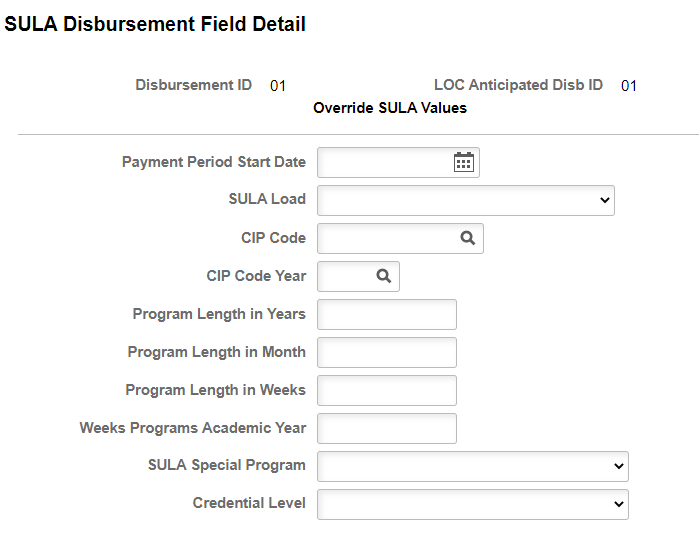 SULA Disbursement Field Detail
Disbursement ID 01 LOC Anticipated Disb ID 01
Override SULA Values
Payment Period Start Date
SULA Load
CIP Code
CIP Code Year
Program Length in Years
Program Length in Month
Program Length in Weeks
Weeks Programs Academic Year
SULA Special Program
Credential Level